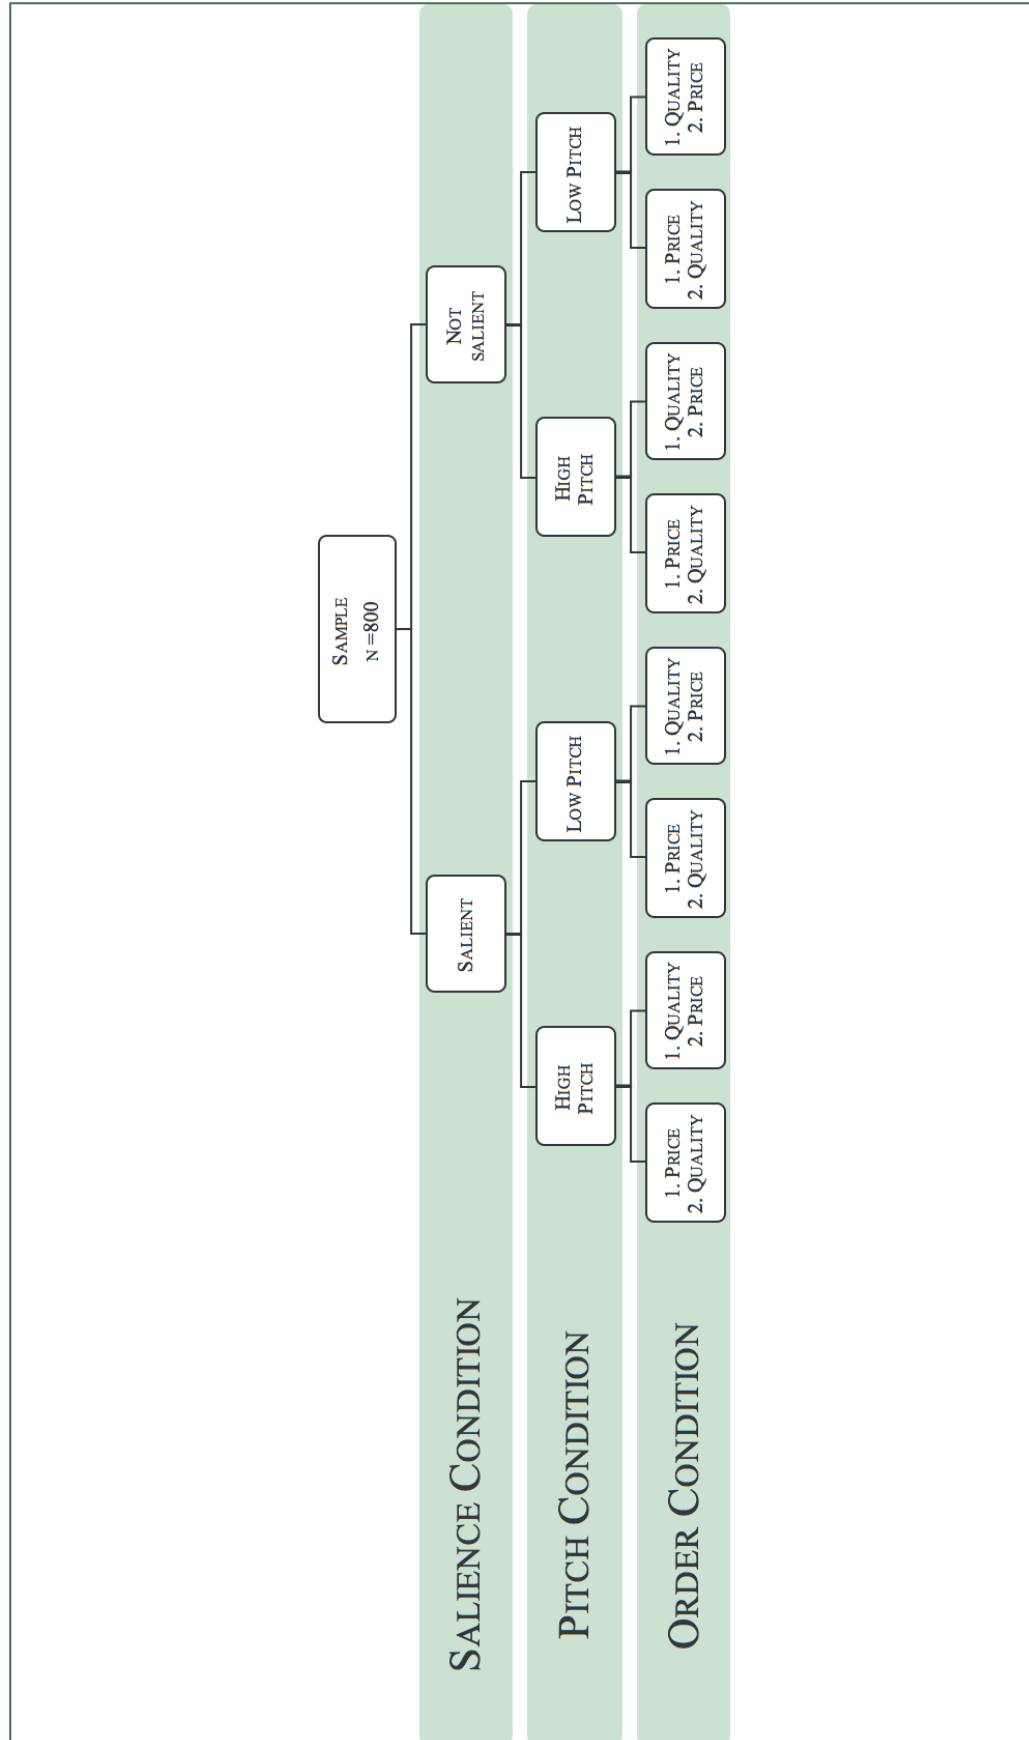 Sample
n =800
Salience Condition
Salient
Not
salient
Pitch Condition
High
Pitch
Low Pitch
High
Pitch
Low Pitch
Order Condition
1. Price
2. Quality
1. Quality
2. Price
1. Price
2. Quality
1. Quality
2. Price
1. Price
2. Quality
1. Quality
2. Price
1. Price
2. Quality
1. Quality
2. Price